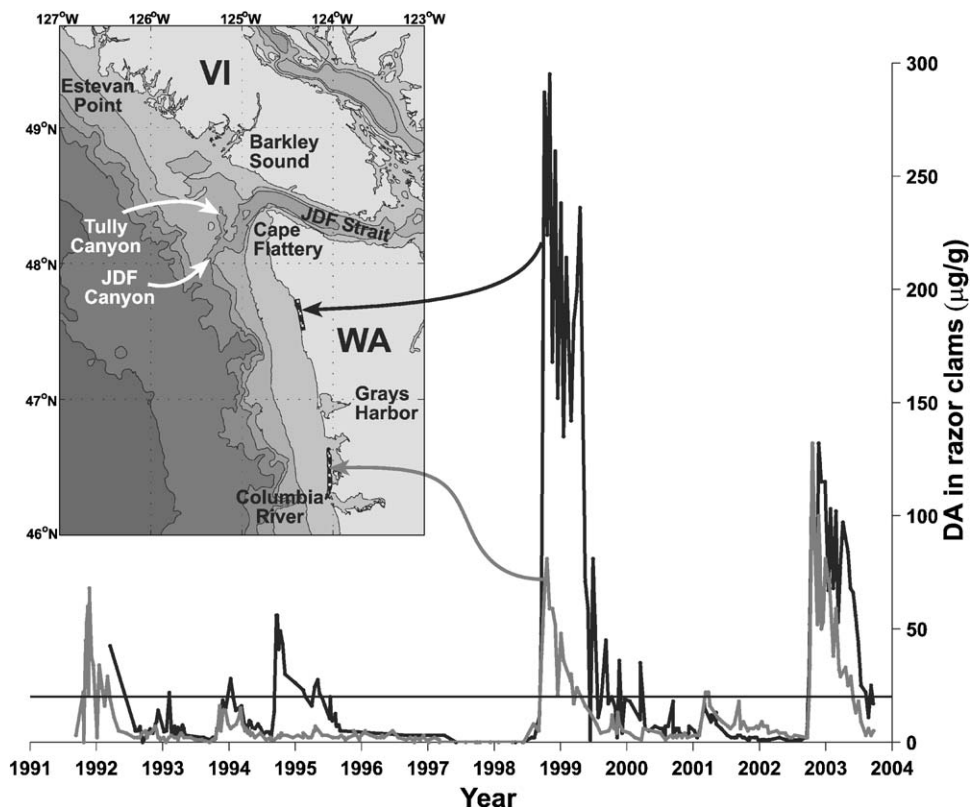 127°W 126°W 125°W 124°W 123°W
VI
Estevan
Point
49°N
Barkley
Sound
Tully
Canyon
JDF Strait
Cape
Flattery
48°N
JDF
Canyon
WA
47°N
Grays
Harbor
Columbia
River
46°N
300
250
200
150
100
50
0
DA in razor clams (μg/g)
1991 1992 1993 1994 1995 1996 1997 1998 1999 2000 2001 2002 2003 2004
Year